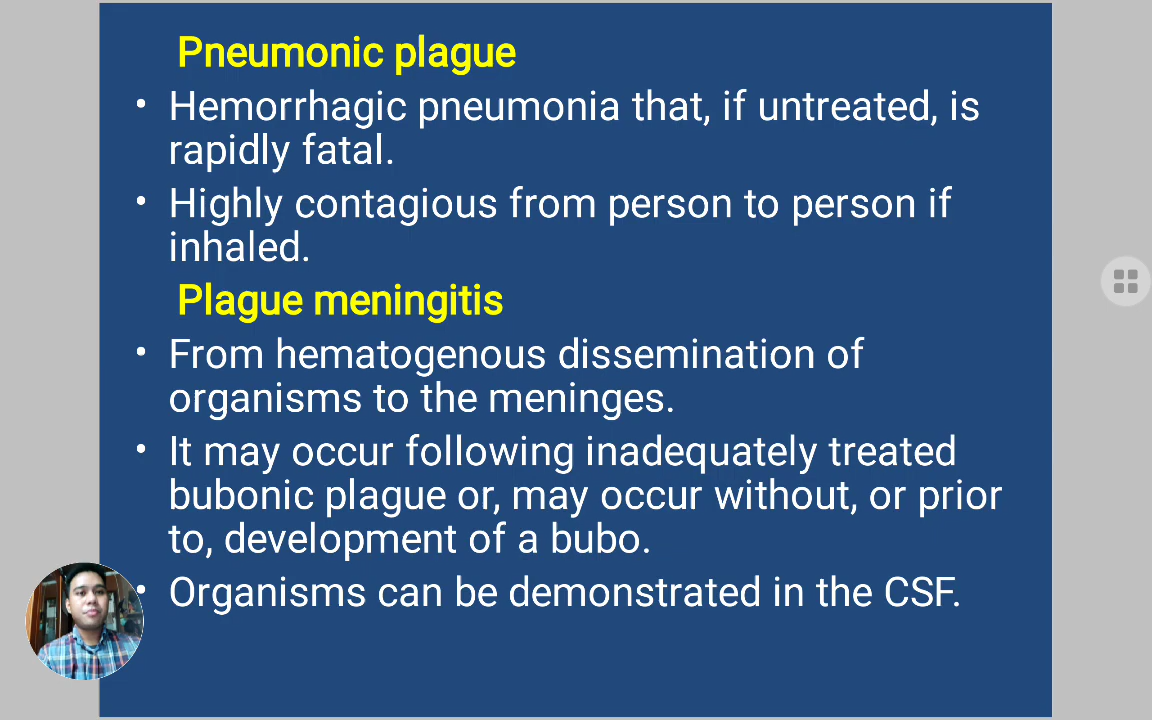 Pneumonic plague
• Hemorrhagic pneumonia that, if untreated, is
rapidly fatal.
• Highly contagious from person to person if
inhaled.
Plague meningitis
• From hematogenous dissemination of
organisms to the meninges.
• It may occur following inadequately treated
bubonic plague or, may occur without, or prior
to, development of a bubo.
• Organisms can be demonstrated in the CSF.